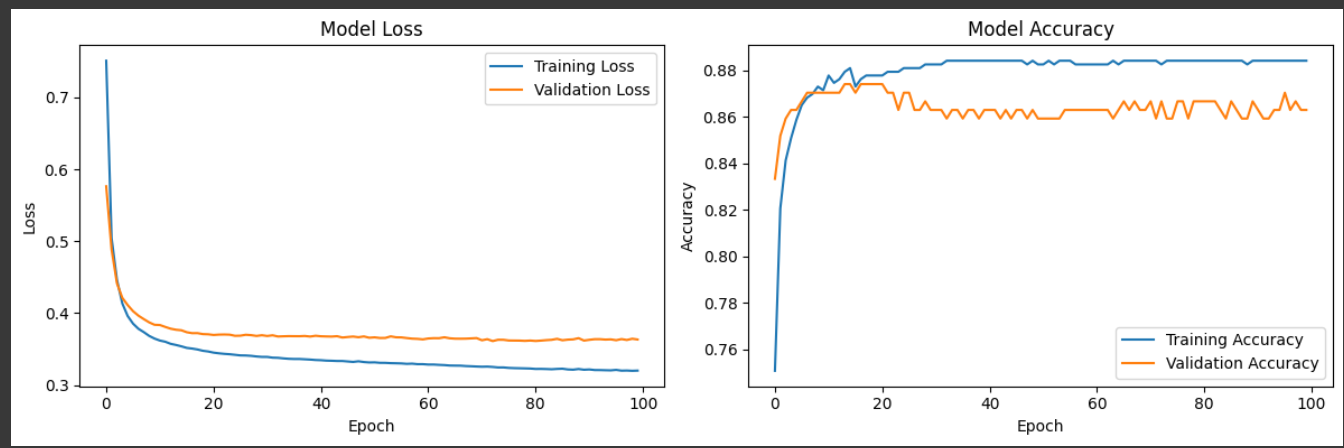 Model Loss
Training Loss
Validation Loss
0.7
0.6
0.5
0.4
0.3
Loss
0
20
40
60
80
100
Epoch
Model Accuracy
0.88
0.86
0.84
0.82
0.80
0.78
0.76
Accuracy
Training Accuracy
Validation Accuracy
0
20
40
60
80
100
Epoch